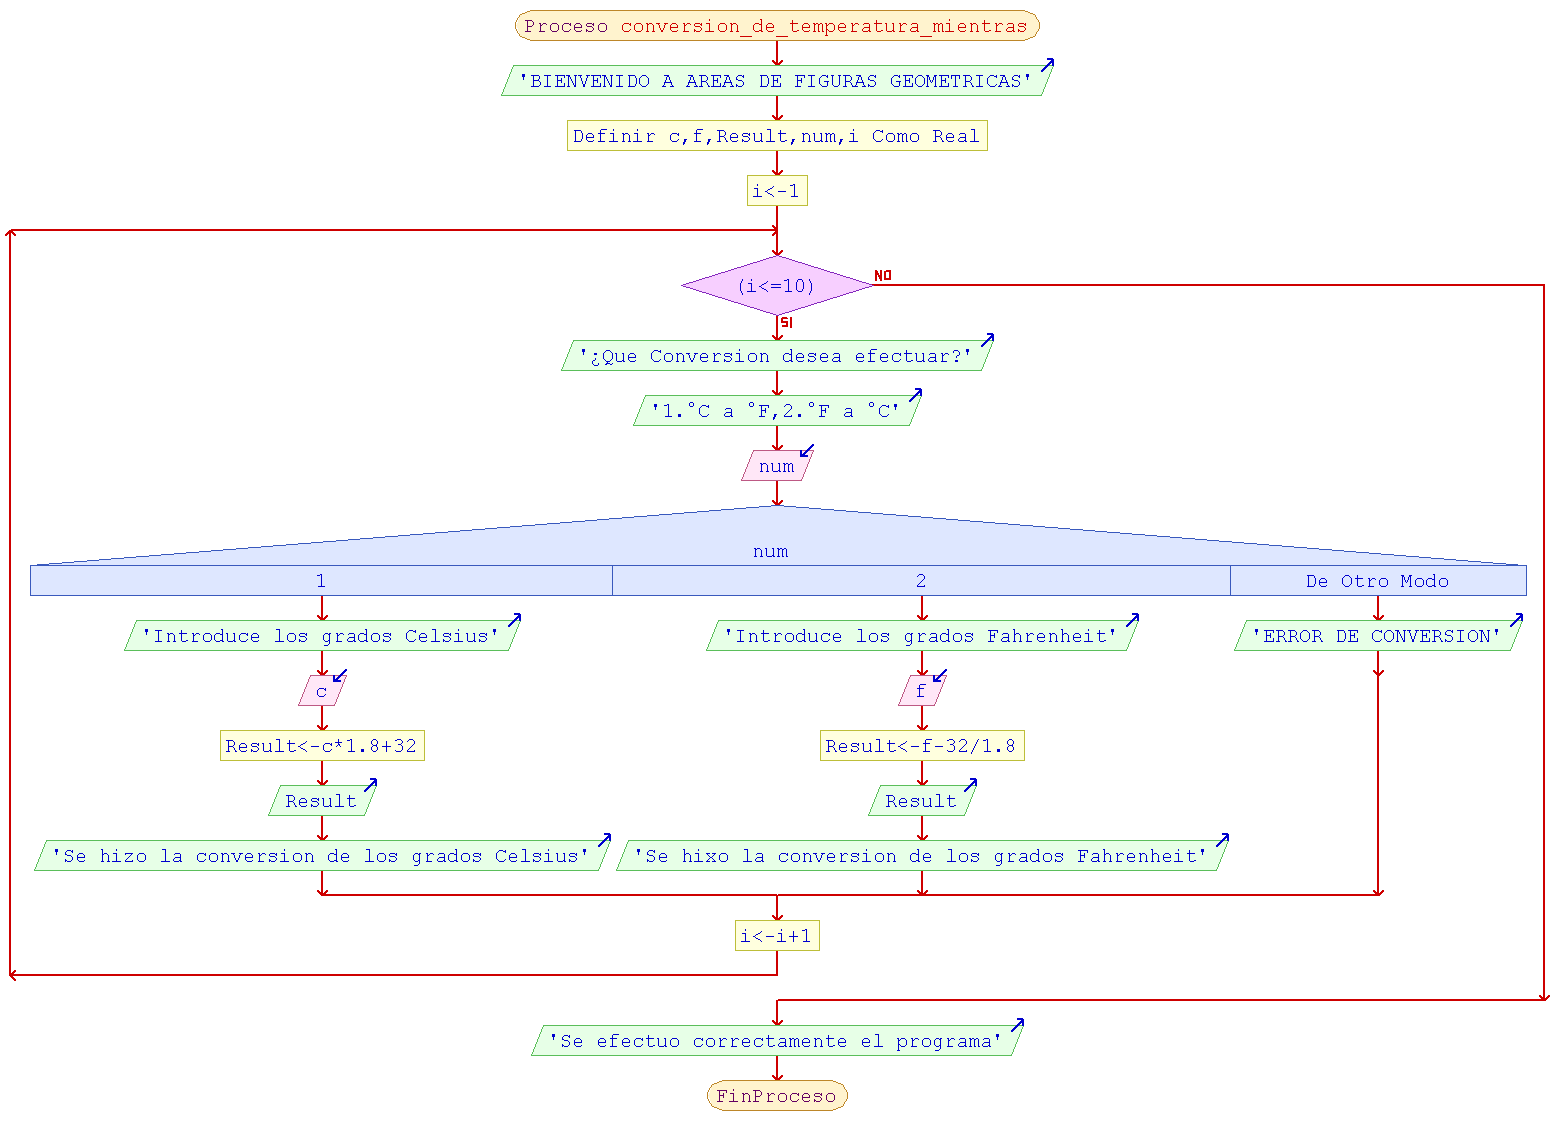 Proceso conversion_de_temperatura_mientras
'BIENVENIDO A AREAS DE FIGURAS GEOMETRICAS'
Definir c,f,Result,num,i Como Real
i<-1
(i<=10)
NO
SI
'¿Que Conversion desea efectuar?'
'1.°C a °F,2.°F a °C'
num
num
1
2
De Otro Modo
'Introduce los grados Celsius'
'Introduce los grados Fahrenheit'
'ERROR DE CONVERSION'
c
f
Result<-c*1.8+32
Result<-f-32/1.8
Result
Result
'Se hizo la conversion de los grados Celsius'
'Se hixo la conversion de los grados Fahrenheit'
i<-i+1
'Se efectuo correctamente el programa'
FinProceso